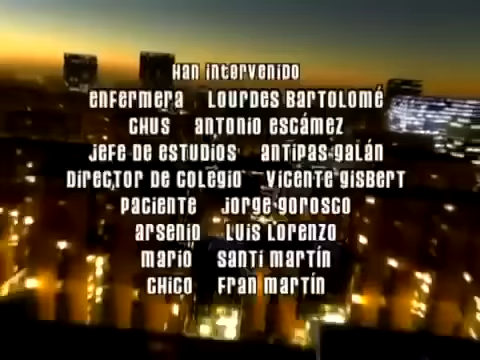 Han intervenido
Enfermera Lourdes Bartolomé
Chus Antonio Escámez
Jefe de estudios Antipas Galán
Director de colegio Vicente Gisbert
Paciente Jorge Gorosco
Arsenio Luis Lorenzo
Mario Santi Martín
Chico Fran Martín